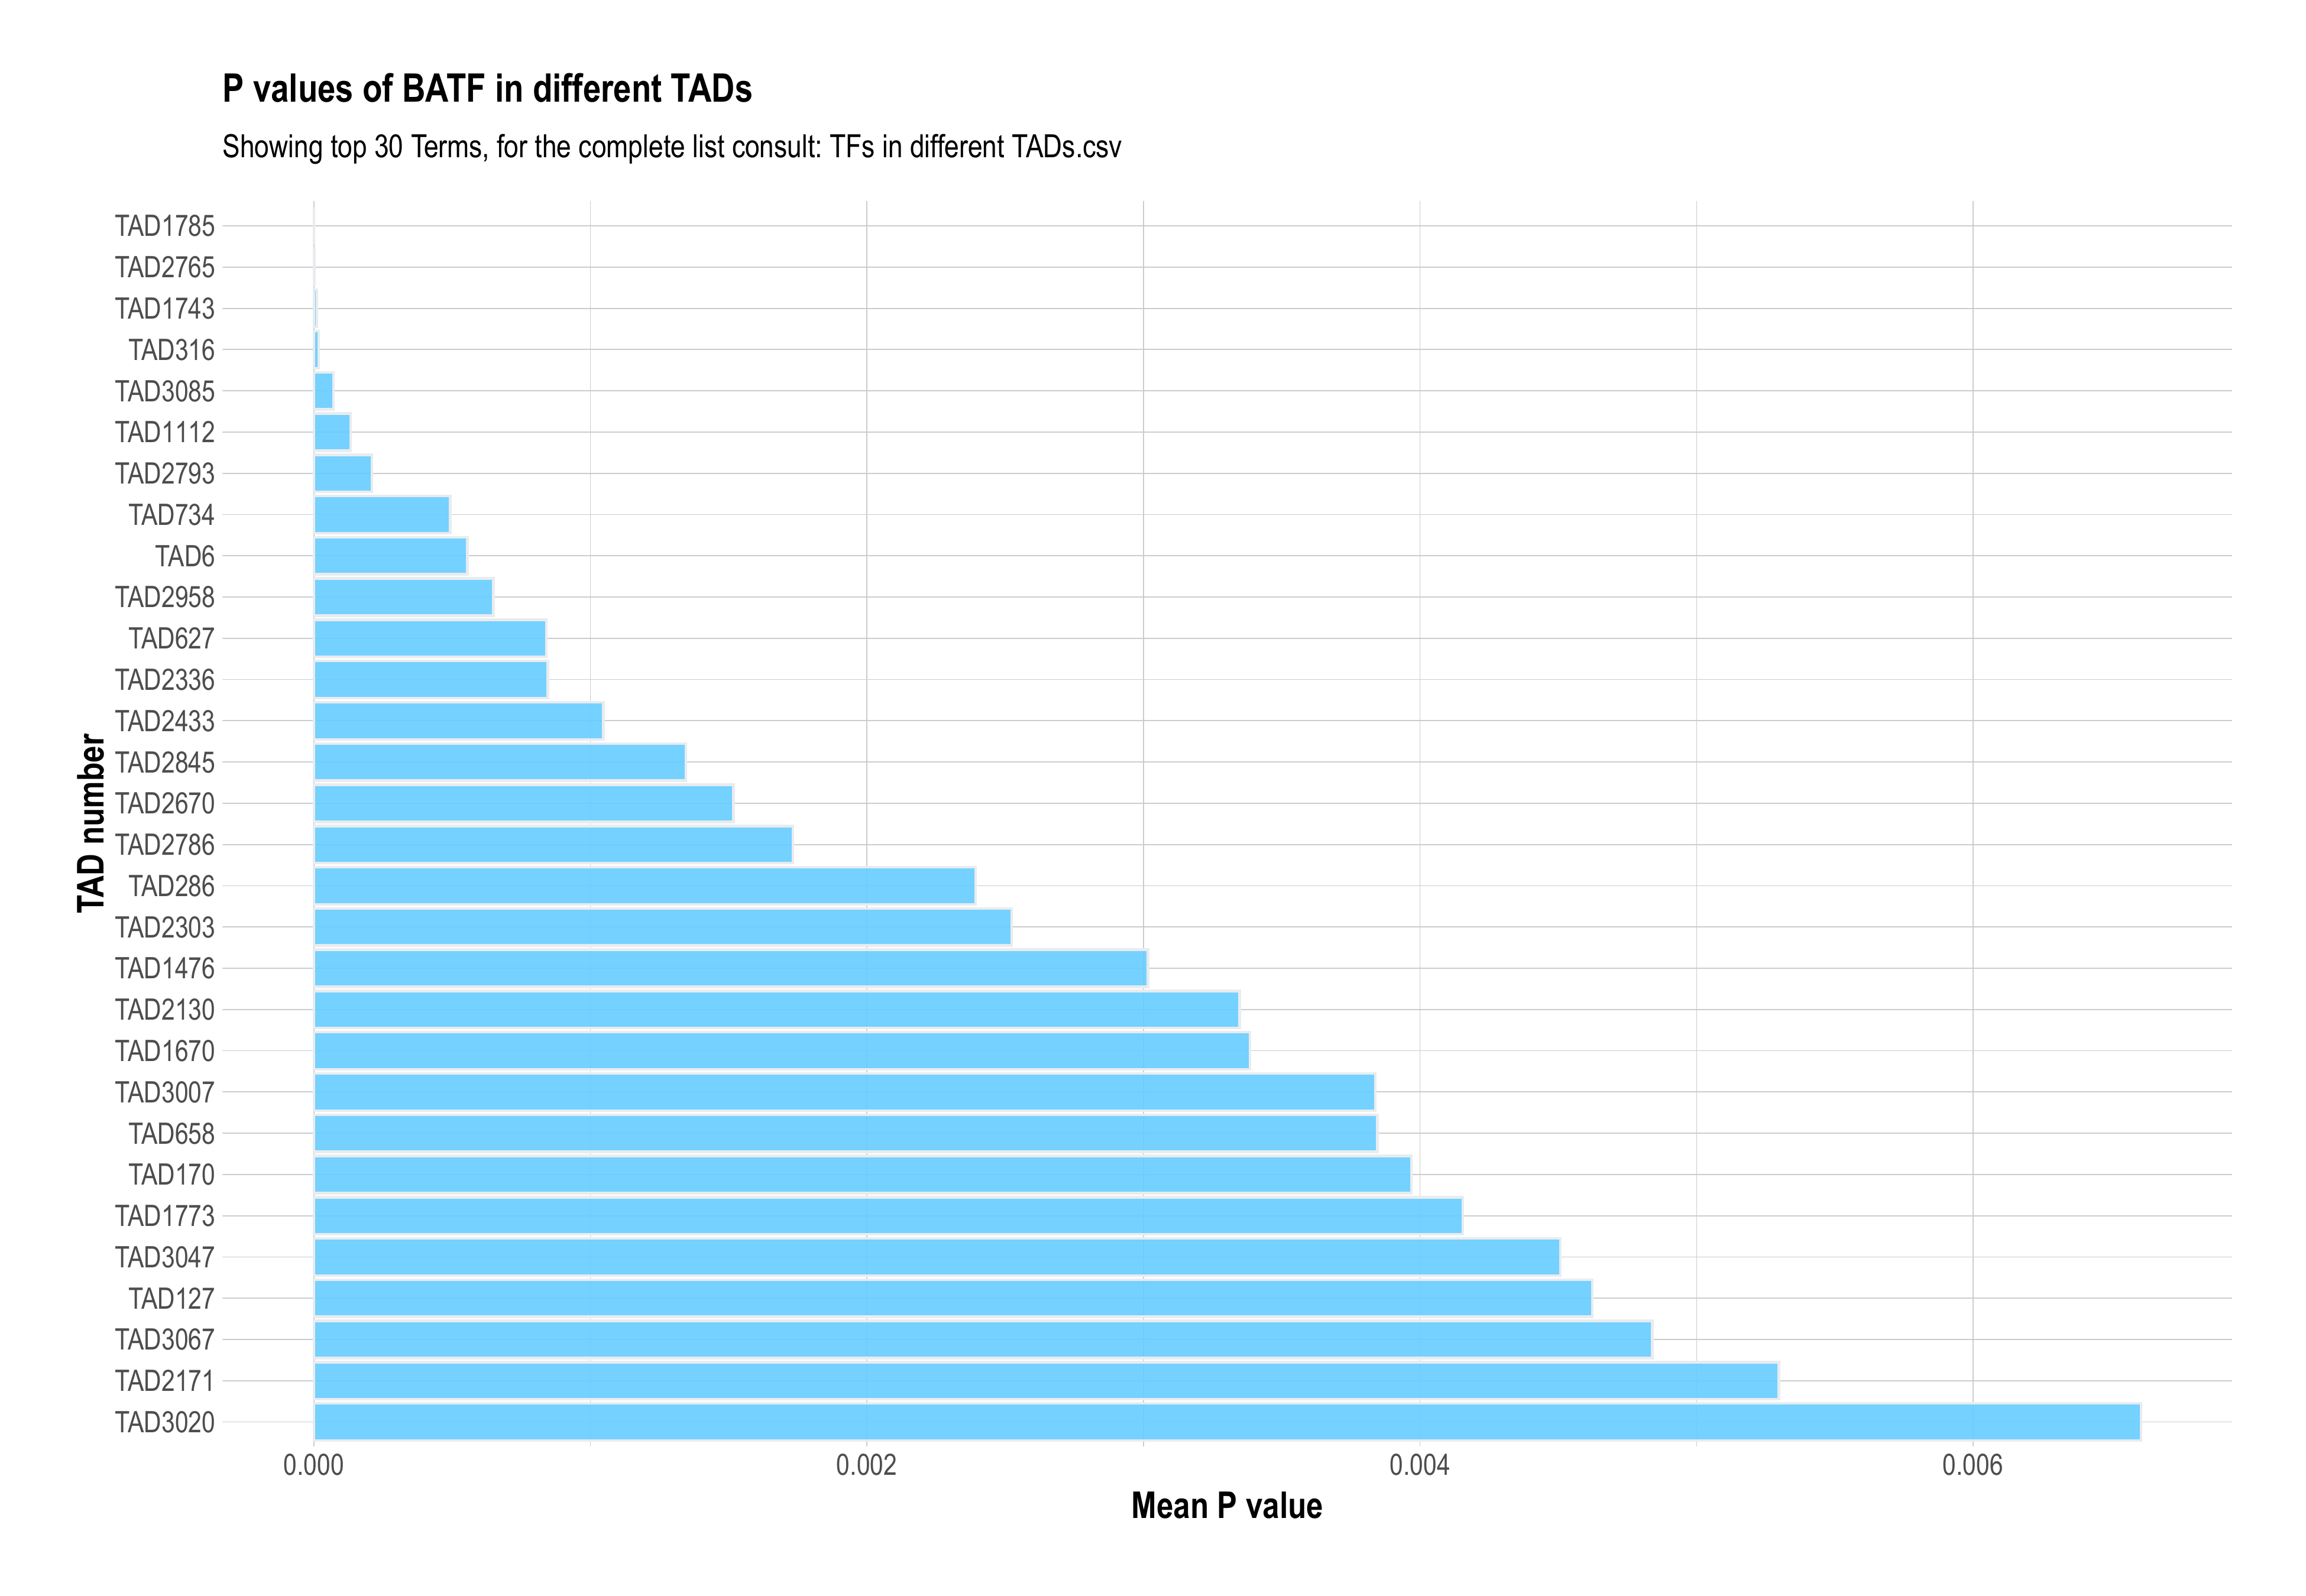 P values of BATF in different TADs
Showing top 30 Terms, for the complete list consult: TFs in different TADs.csv
TAD number
TAD1785
TAD2765
TAD1743
TAD316
TAD3085
TAD1112
TAD2793
TAD734
TAD6
TAD2958
TAD627
TAD2336
TAD2433
TAD2845
TAD2670
TAD2786
TAD286
TAD2303
TAD1476
TAD2130
TAD1670
TAD3007
TAD658
TAD170
TAD1773
TAD3047
TAD127
TAD3067
TAD2171
TAD3020
0.000 0.002 0.004 0.006
Mean P value